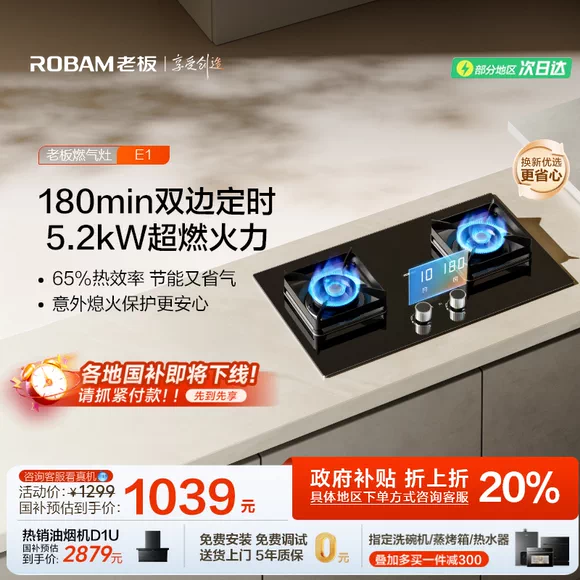 ROBAM老板 享受创造
部分地区 次日达
老板燃气灶 E1
换新优选
更省心
180min双边定时
5.2kW超燃火力
• 65%热效率 节能又省气
• 意外熄火保护更安心
10 180
各地国补即将下线!
请抓紧付款!! 先到先享
咨询客服看真机
活动价: ¥1299
国补预估到手价: 1039元
政府补贴 折上折
具体地区下单方式咨询客服
20%
热销油烟机D1U
国补预估到手价 2879元
免费安装 免费调试
送货上门 5年质保
0元
指定洗碗机/蒸烤箱/热水器
叠加多买一件减300